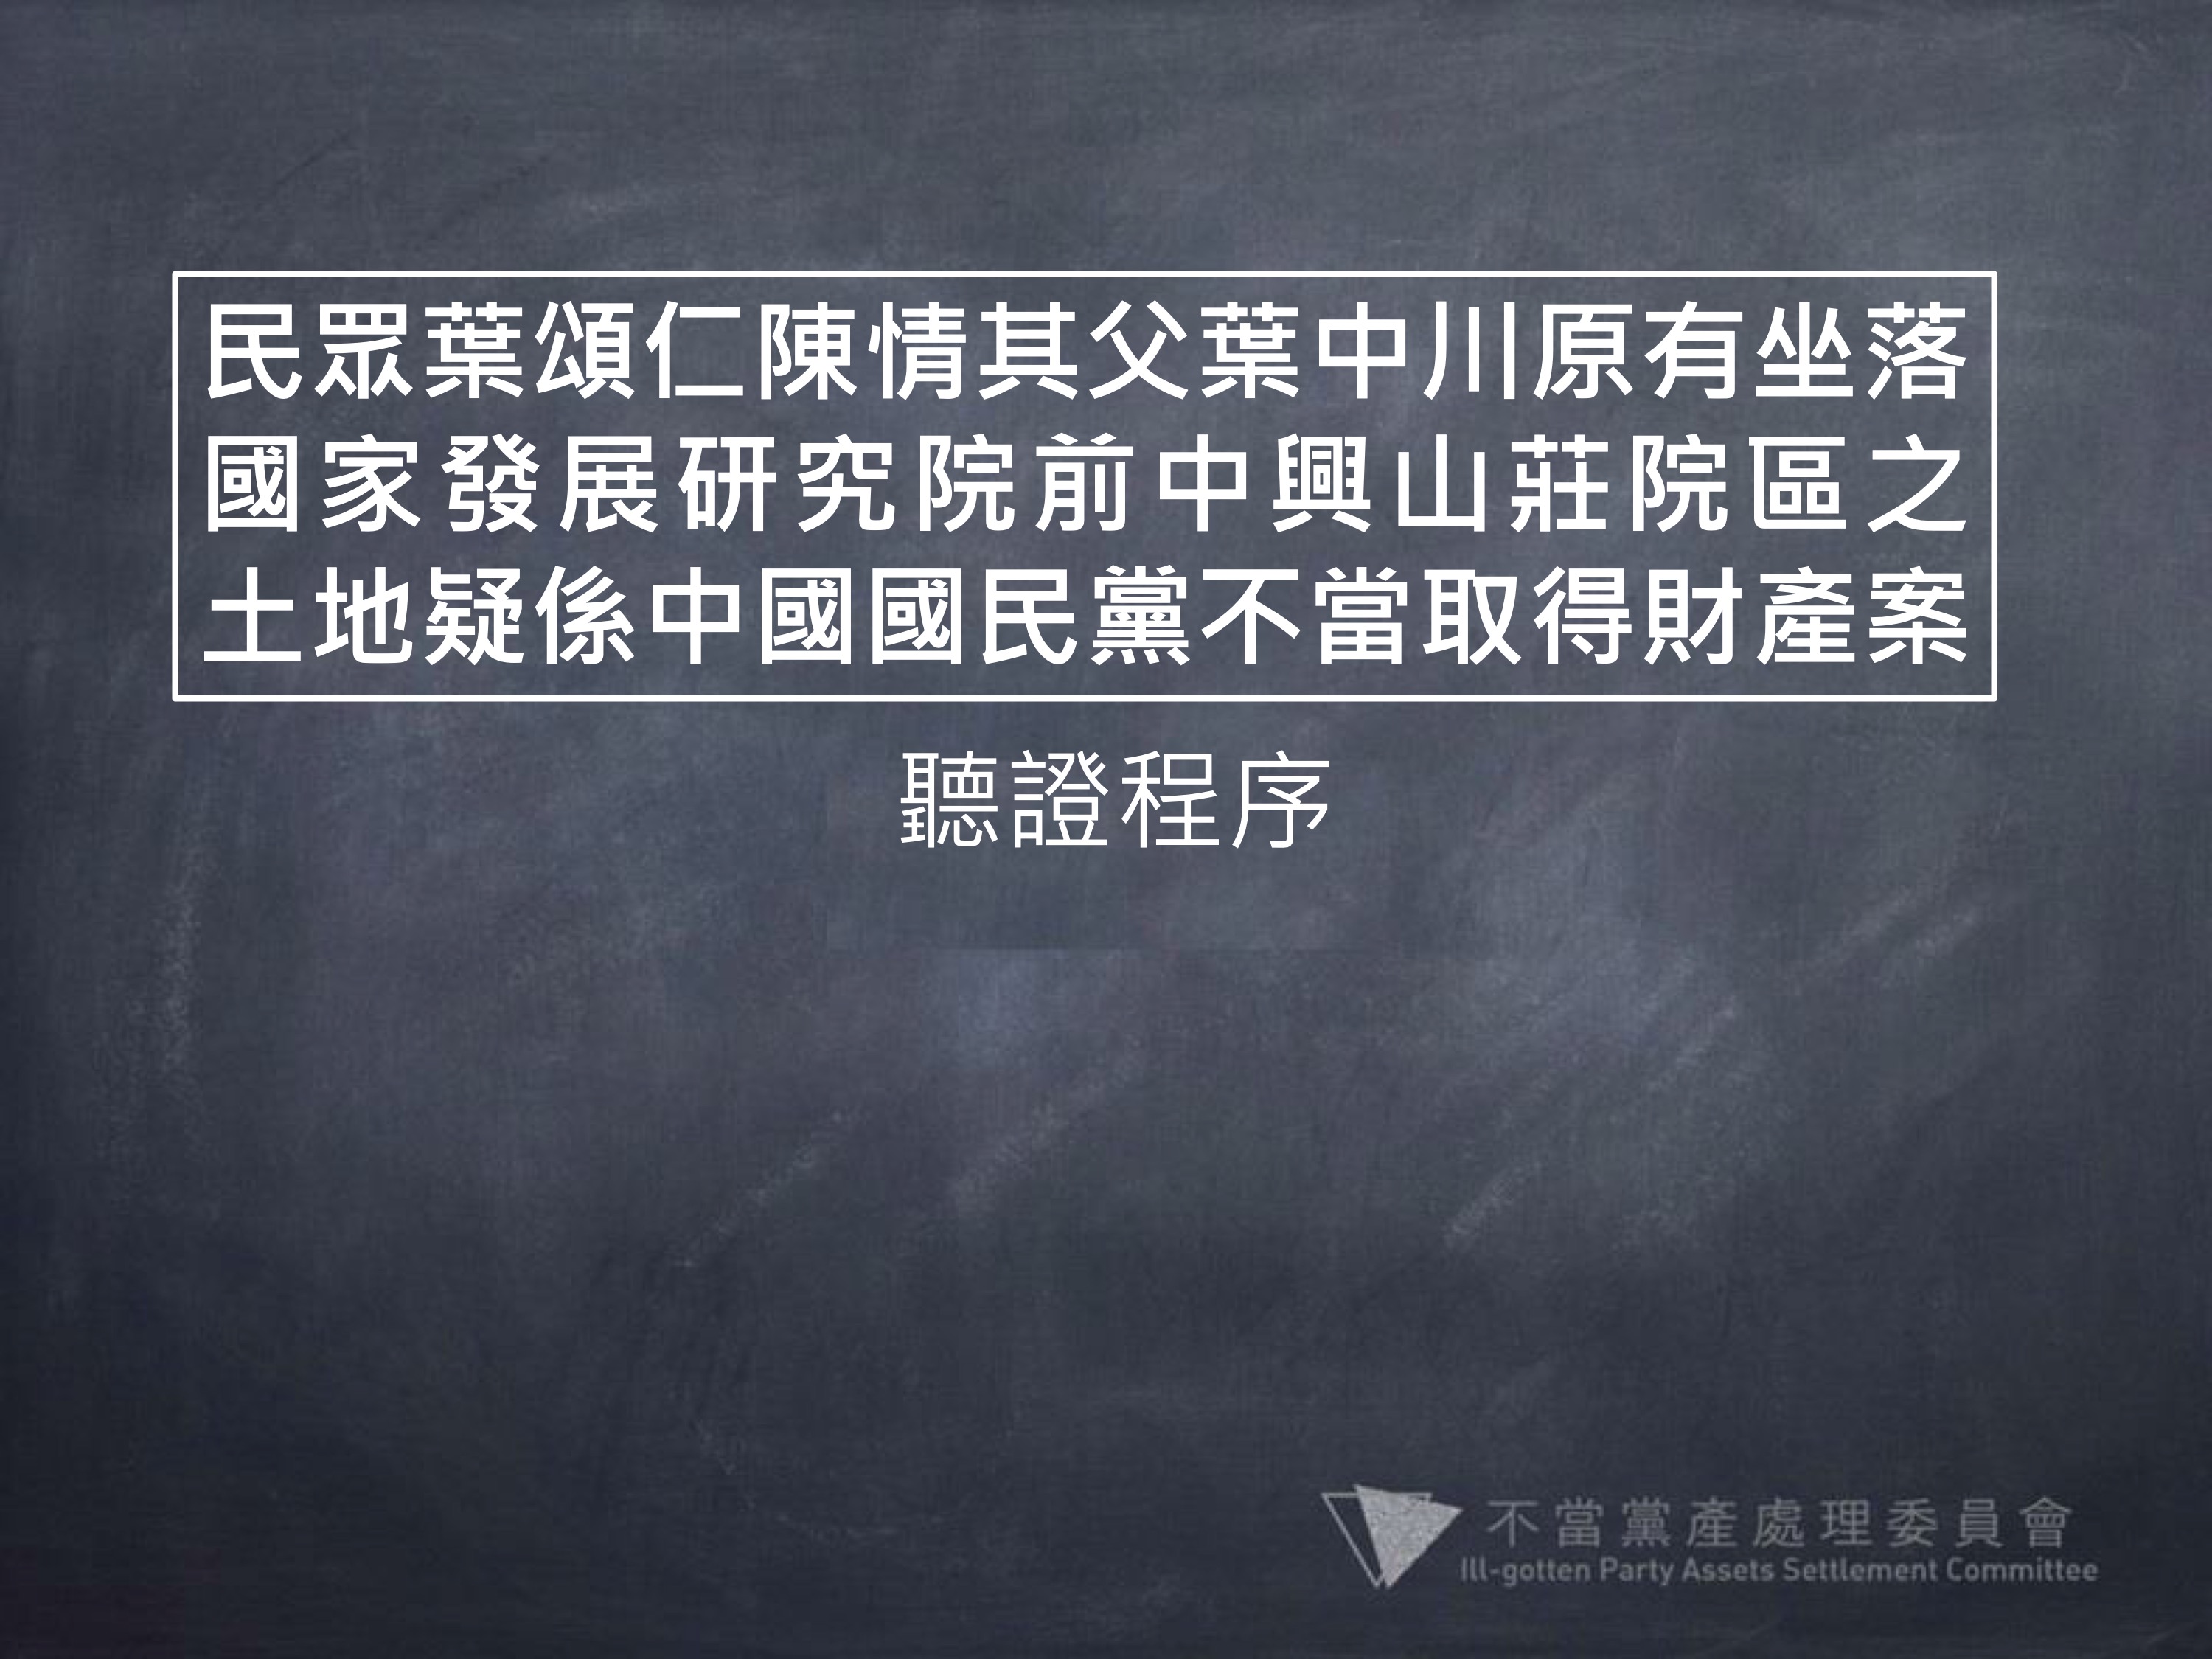 民眾葉頌仁陳情其父葉中川原有坐落
國家發展研究院前中興山莊院區之
土地疑係中國國民黨不當取得財產案
聽證程序
不當黨產處理委員會
Ill-gotten Party Assets Settlement Committee